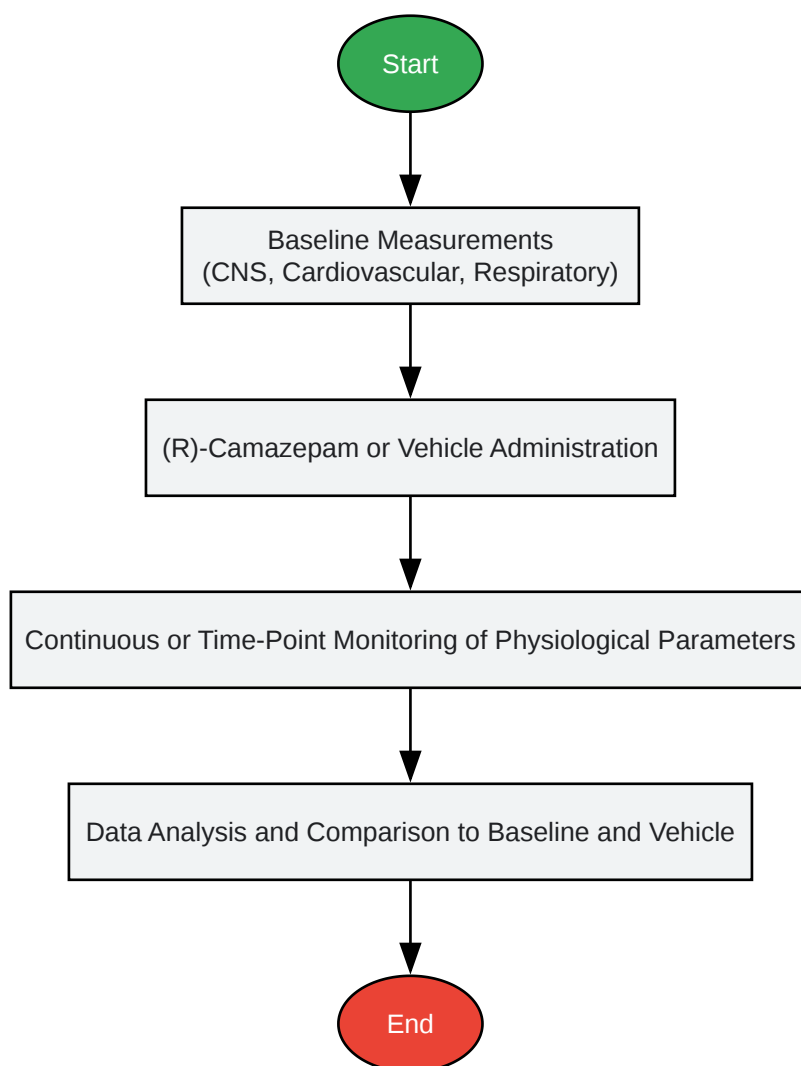 Start
Baseline Measurements
(CNS, Cardiovascular, Respiratory)
(R)-Camazepam or Vehicle Administration
Continuous or Time-Point Monitoring of Physiological Parameters
Data Analysis and Comparison to Baseline and Vehicle
End